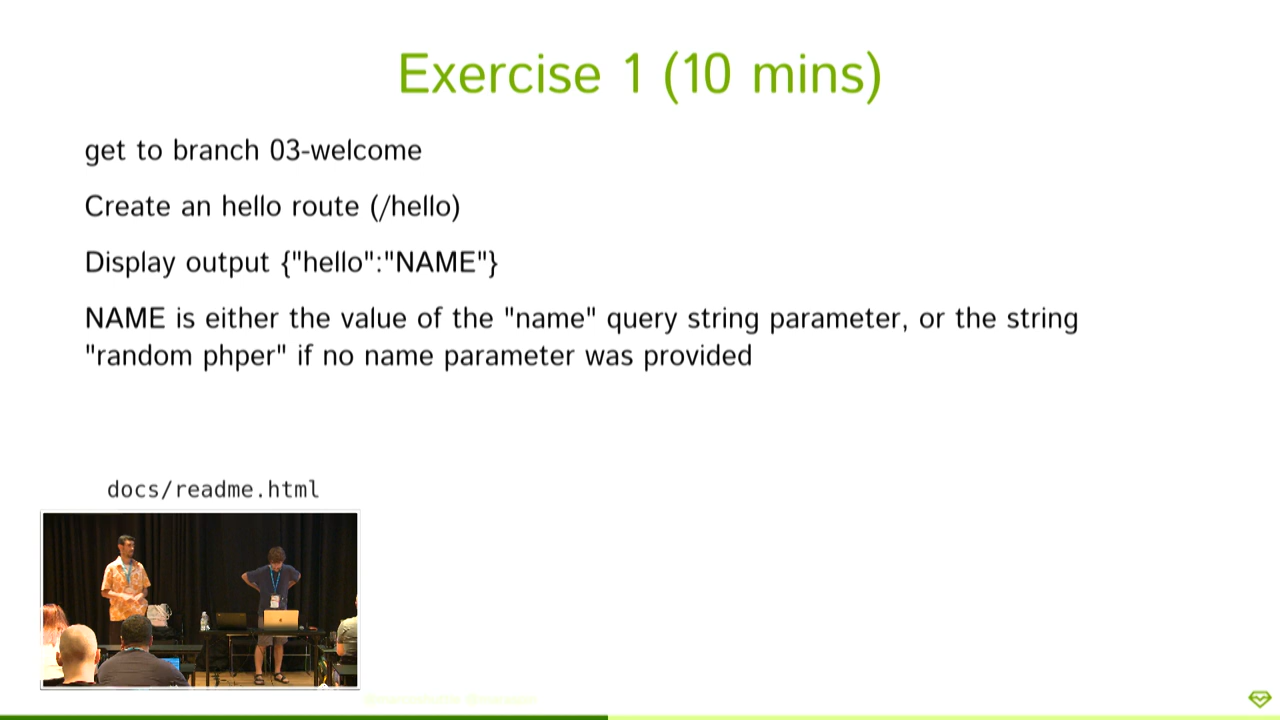 Exercise 1 (10 mins)
get to branch 03-welcome
Create an hello route (/hello)
Display output {"hello":"NAME"}
NAME is either the value of the "name" query string parameter, or the string
"random phper" if no name parameter was provided
docs/readme.html